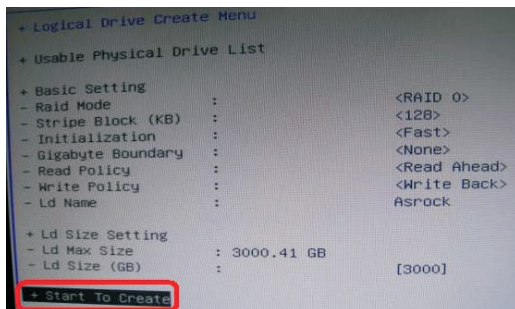 + Logical Drive Create Menu
+ Usable Physical Drive List
+ Basic Setting
- Raid Mode : <RAID 0>
- Stripe Block (KB) : <128>
- Initialization : <Fast>
- Gigabyte Boundary : <None>
- Read Policy : <Read Ahead>
- Write Policy : <Write Back>
- Ld Name : Asrock
+ Ld Size Setting
- Ld Max Size : 3000.41 GB
- Ld Size (GB) : [3000]
+ Start To Create